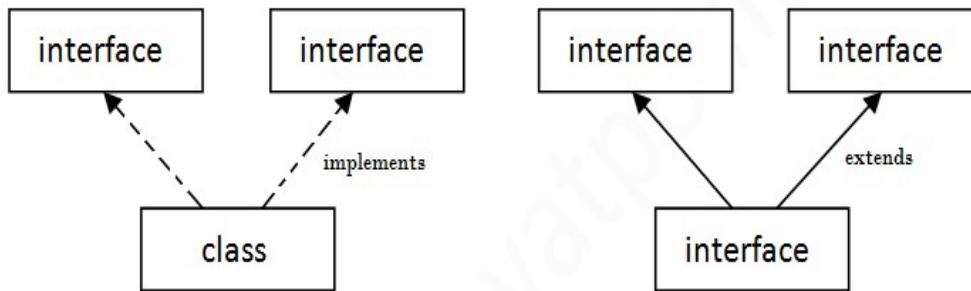 interface interface interface interface
implements
extends
class
interface